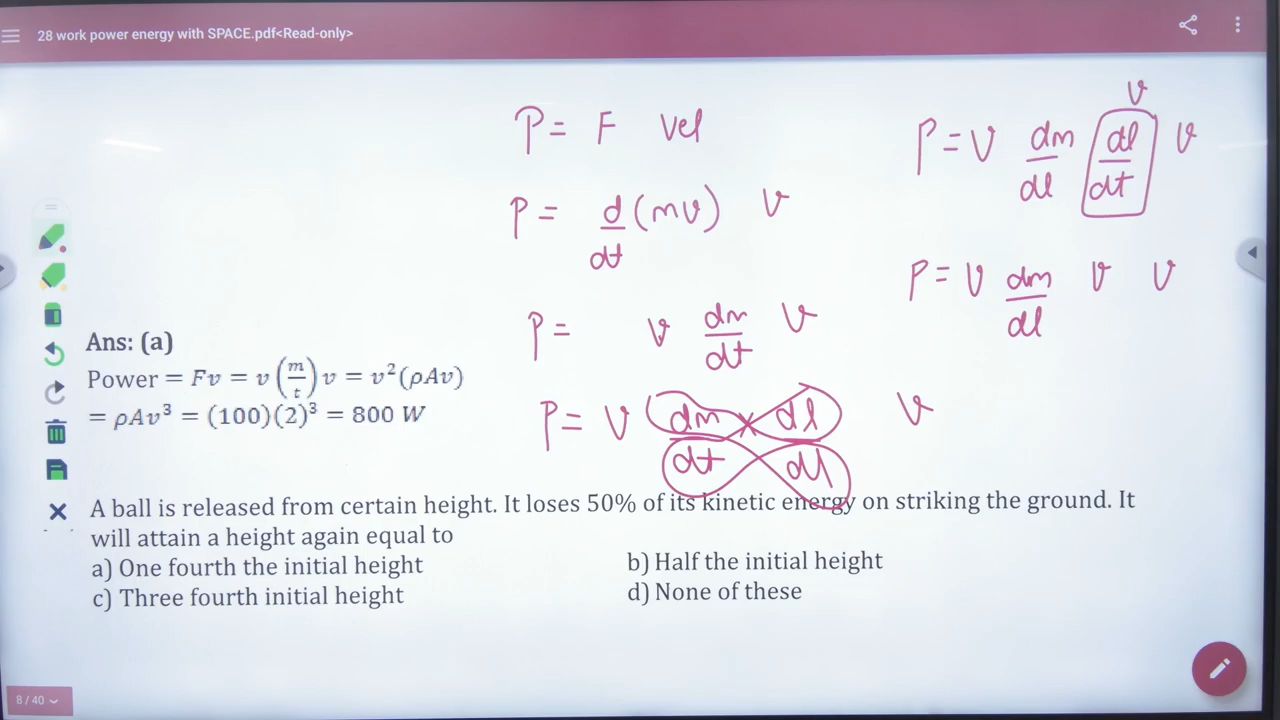 28 work power energy with SPACE.pdf<Read-only>
P = F vel
P = d/dt (mv) v
P = v dm/dt v
P = v dm/dt × dl/dl v
v
P = v dm/dl dl/dt v
P = v dm/dl v v
Ans: (a)
Power = Fv = v (m/t) v = v²(ρAv)
= ρAv³ = (100)(2)³ = 800 W
A ball is released from certain height. It loses 50% of its kinetic energy on striking the ground. It
will attain a height again equal to
a) One fourth the initial height
b) Half the initial height
c) Three fourth initial height
d) None of these
8 / 40